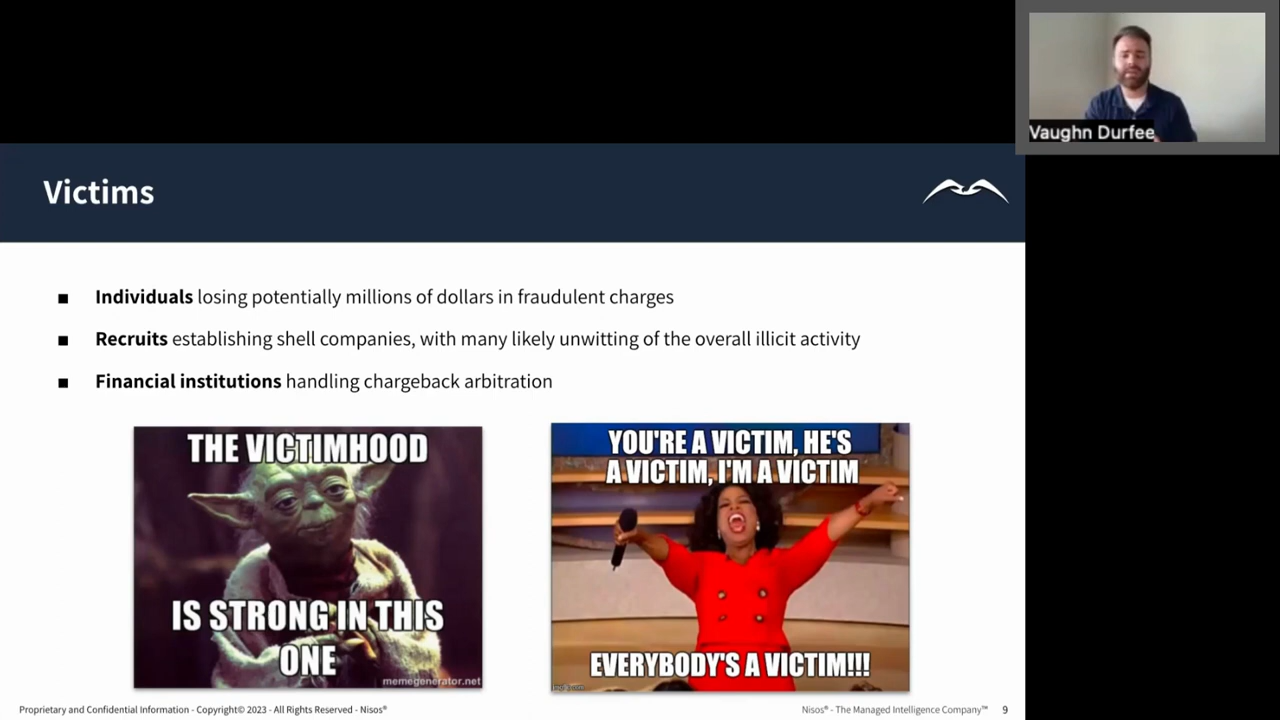 Vaughn Durfee
Victims
■ Individuals losing potentially millions of dollars in fraudulent charges
■ Recruits establishing shell companies, with many likely unwitting of the overall illicit activity
■ Financial institutions handling chargeback arbitration
THE VICTIMHOOD
IS STRONG IN THIS
ONE
memegenerator.net
YOU'RE A VICTIM, HE'S
A VICTIM, I'M A VICTIM
EVERYBODY'S A VICTIM!!!
Proprietary and Confidential Information - Copyright© 2023 - All Rights Reserved - Nisos®
Nisos® - The Managed Intelligence Company™ 9